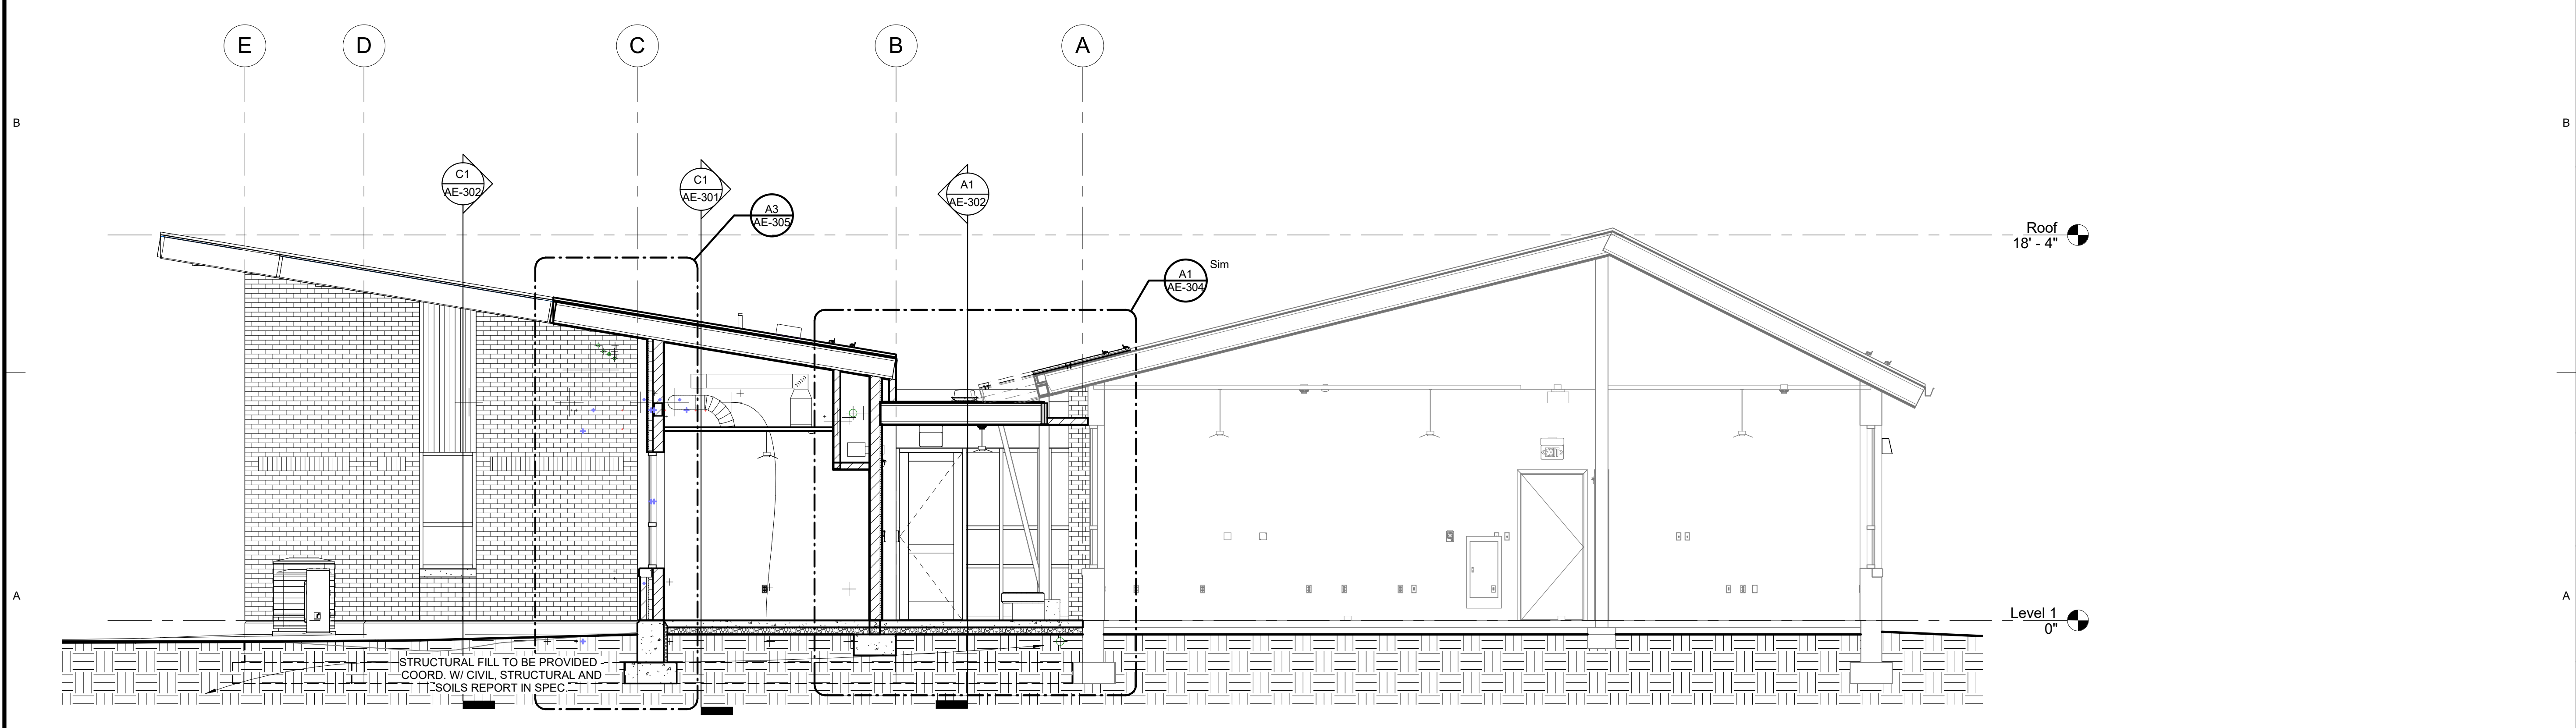 E
D
C
B
A
B
B
C1
AE-302
C1
AE-301
A1
AE-302
A3
AE-305
A1
AE-304
Sim
Roof
18' - 4"
A
A
Level 1
0"
STRUCTURAL FILL TO BE PROVIDED -
COORD. W/ CIVIL, STRUCTURAL AND
SOILS REPORT IN SPEC.